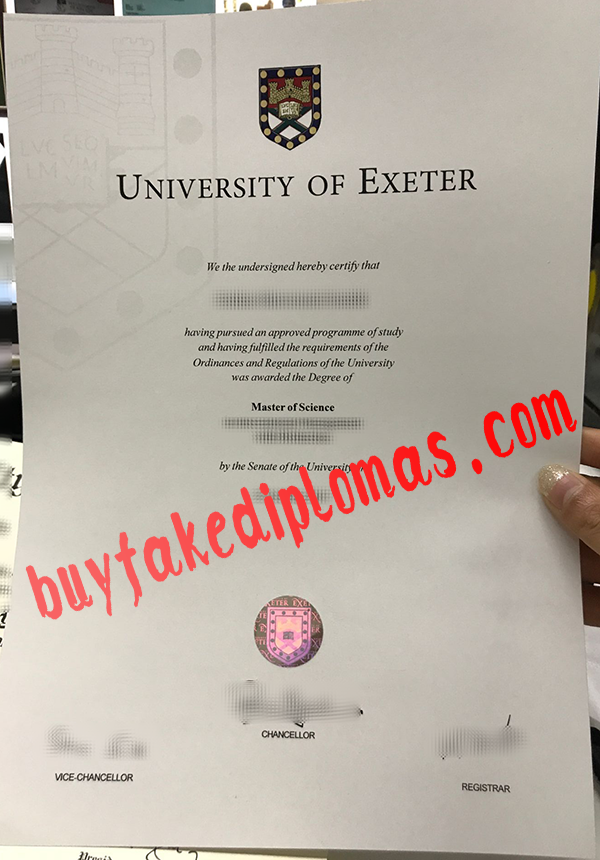 UNIVERSITY OF EXETER
We the undersigned hereby certify that
having pursued an approved programme of study
and having fulfilled the requirements of the
Ordinances and Regulations of the University
was awarded the Degree of
Master of Science
by the Senate of the University
buyfakediplomas.com
CHANCELLOR
VICE-CHANCELLOR
REGISTRAR